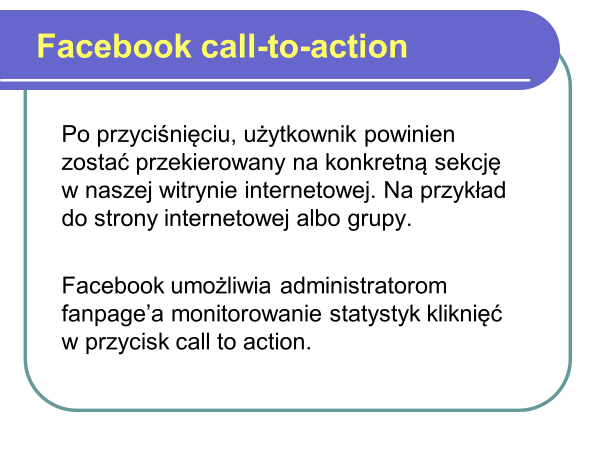 Facebook call-to-action
Po przyciśnięciu, użytkownik powinien
zostać przekierowany na konkretną sekcję
w naszej witrynie internetowej. Na przykład
do strony internetowej albo grupy.
Facebook umożliwia administratorom
fanpage’a monitorowanie statystyk kliknięć
w przycisk call to action.